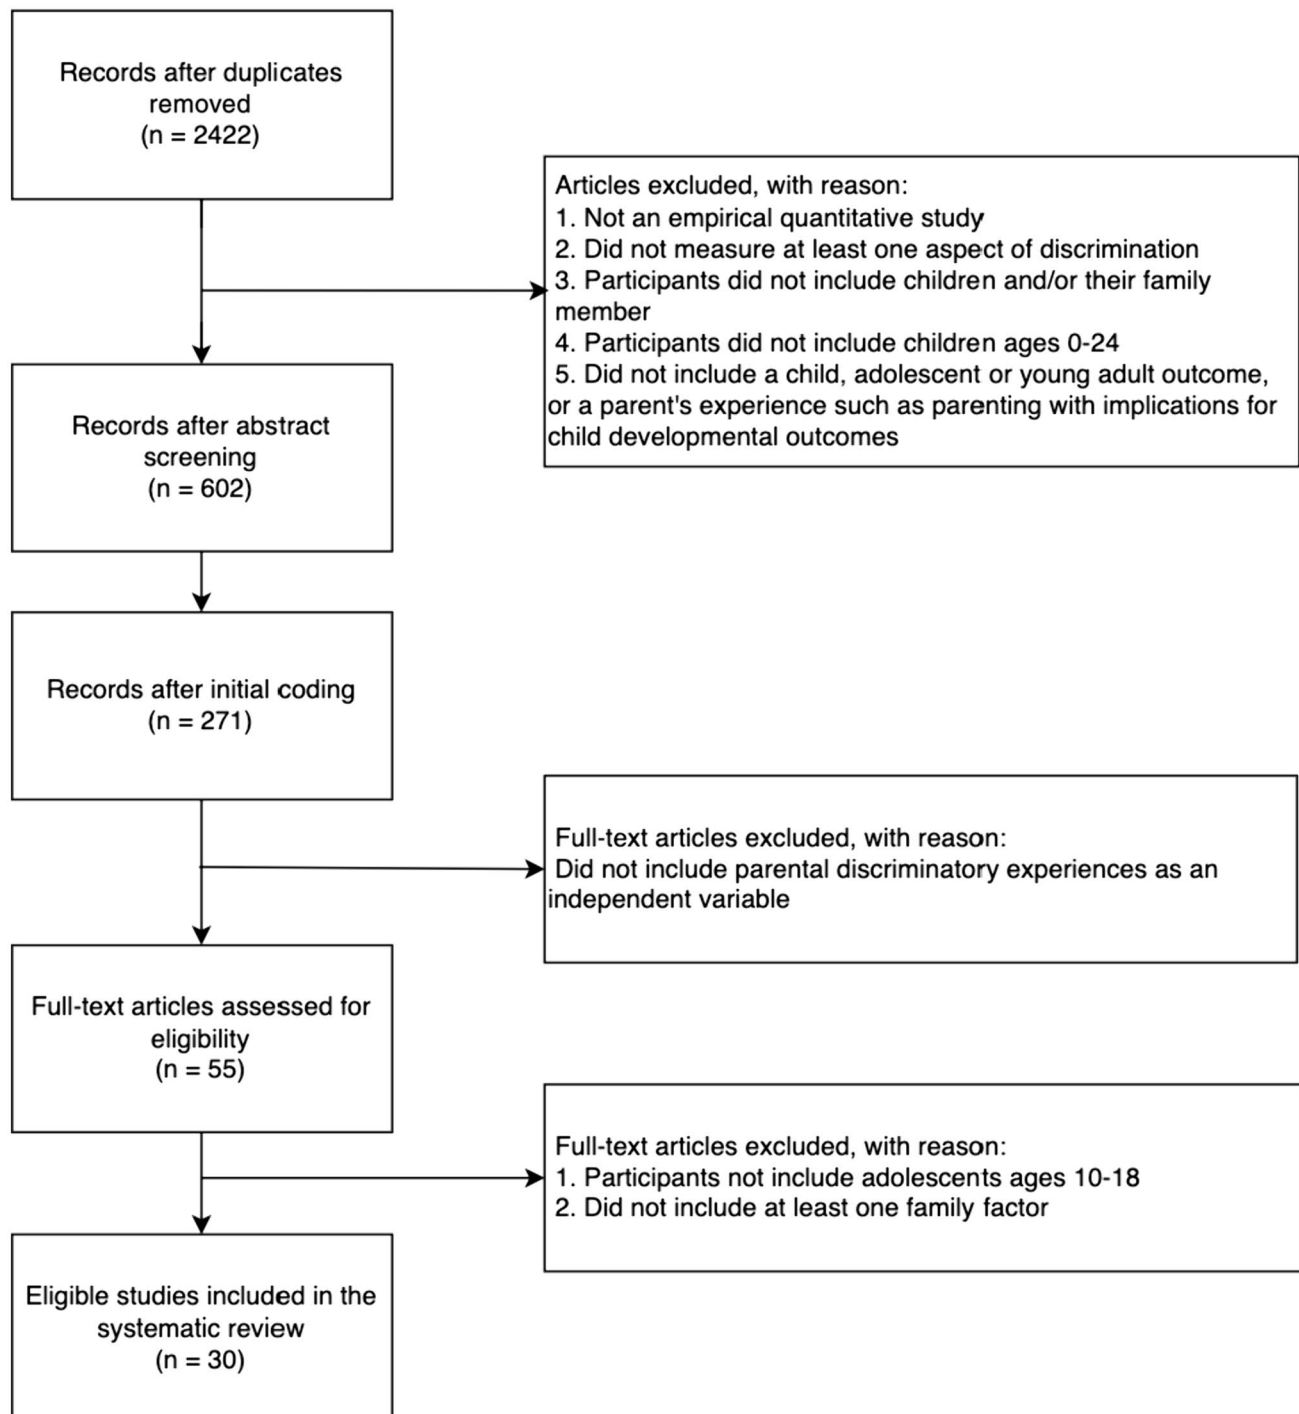 Records after duplicates
removed
(n = 2422)
Articles excluded, with reason:
1. Not an empirical quantitative study
2. Did not measure at least one aspect of discrimination
3. Participants did not include children and/or their family
member
4. Participants did not include children ages 0-24
5. Did not include a child, adolescent or young adult outcome,
or a parent's experience such as parenting with implications for
child developmental outcomes
Records after abstract
screening
(n = 602)
Records after initial coding
(n = 271)
Full-text articles excluded, with reason:
Did not include parental discriminatory experiences as an
independent variable
Full-text articles assessed for
eligibility
(n = 55)
Full-text articles excluded, with reason:
1. Participants not include adolescents ages 10-18
2. Did not include at least one family factor
Eligible studies included in the
systematic review
(n = 30)